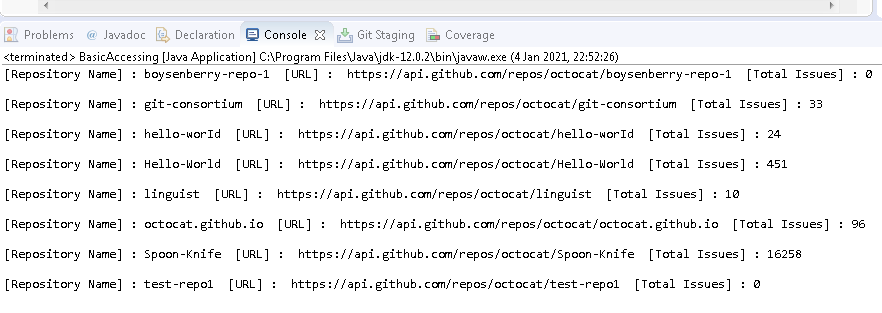 Problems Javadoc Declaration Console Git Staging Coverage
<terminated> BasicAccessing [Java Application] C:\Program Files\Java\jdk-12.0.2\bin\javaw.exe (4 Jan 2021, 22:52:26)
[Repository Name] : boysenberry-repo-1 [URL] : https://api.github.com/repos/octocat/boysenberry-repo-1 [Total Issues] : 0
[Repository Name] : git-consortium [URL] : https://api.github.com/repos/octocat/git-consortium [Total Issues] : 33
[Repository Name] : hello-worId [URL] : https://api.github.com/repos/octocat/hello-worId [Total Issues] : 24
[Repository Name] : Hello-World [URL] : https://api.github.com/repos/octocat/Hello-World [Total Issues] : 451
[Repository Name] : linguist [URL] : https://api.github.com/repos/octocat/linguist [Total Issues] : 10
[Repository Name] : octocat.github.io [URL] : https://api.github.com/repos/octocat/octocat.github.io [Total Issues] : 96
[Repository Name] : Spoon-Knife [URL] : https://api.github.com/repos/octocat/Spoon-Knife [Total Issues] : 16258
[Repository Name] : test-repo1 [URL] : https://api.github.com/repos/octocat/test-repo1 [Total Issues] : 0